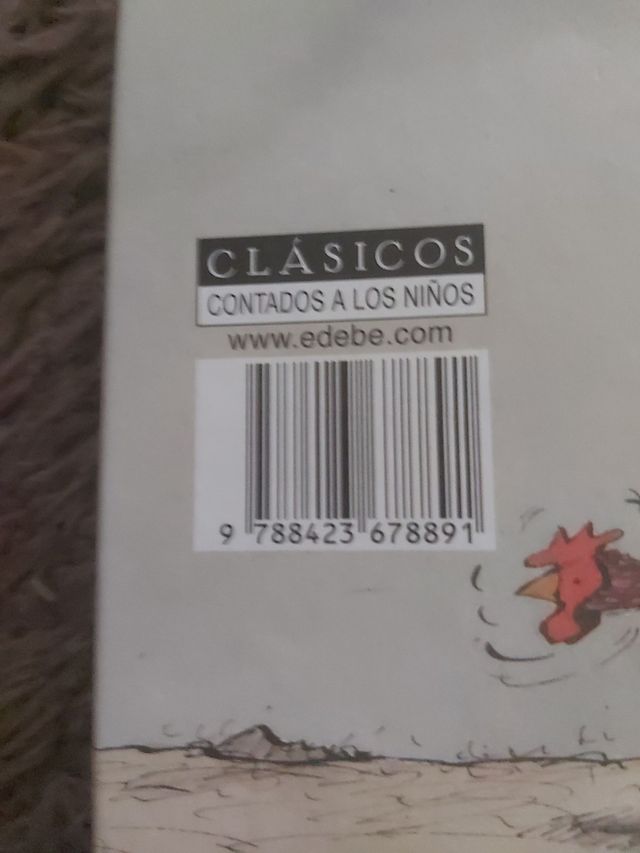 CLÁSICOS
CONTADOS A LOS NIÑOS
www.edebe.com
9 788423 678891